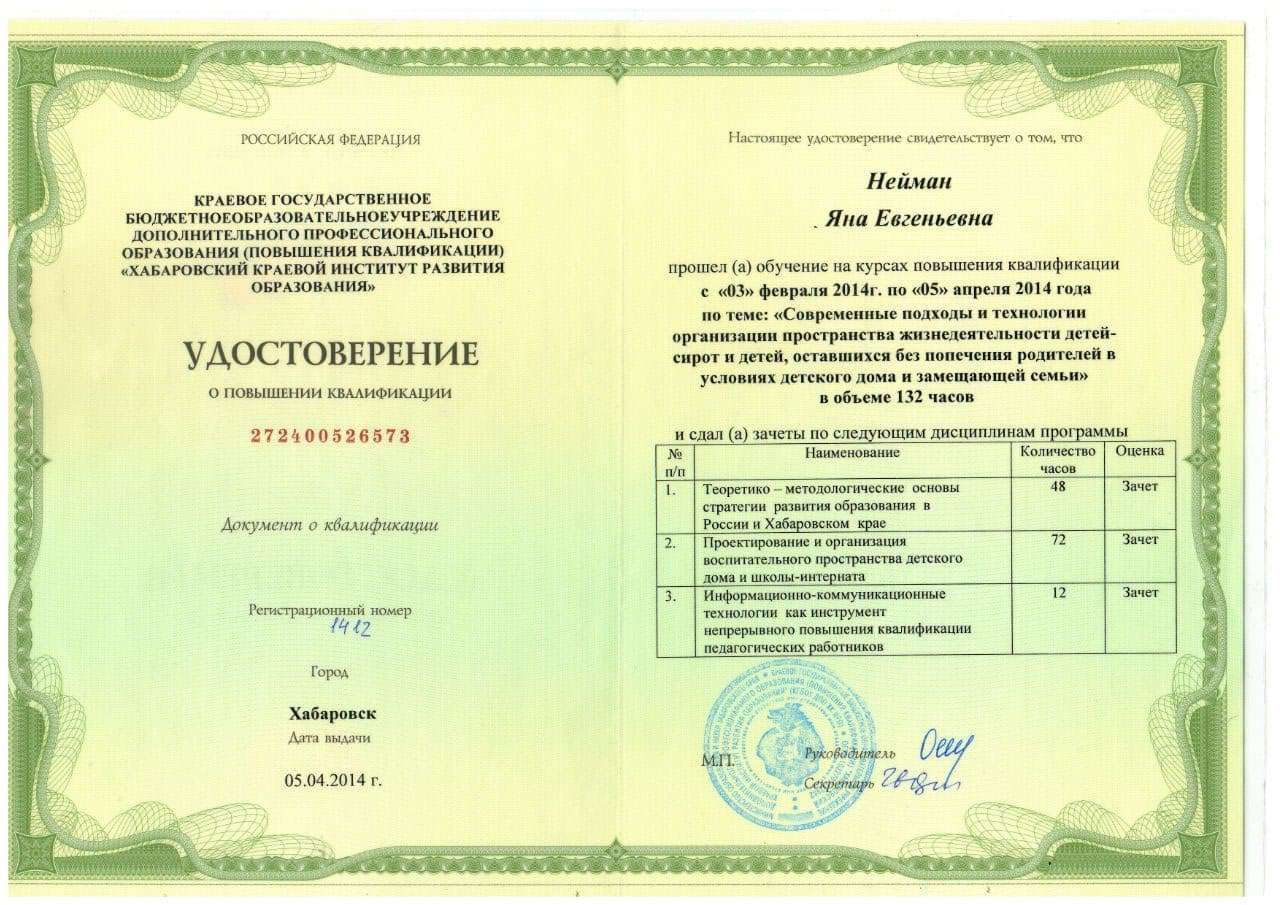 РОССИЙСКАЯ ФЕДЕРАЦИЯ
КРАЕВОЕ ГОСУДАРСТВЕННОЕ
БЮДЖЕТНОЕОБРАЗОВАТЕЛЬНОЕУЧРЕЖДЕНИЕ
ДОПОЛНИТЕЛЬНОГО ПРОФЕССИОНАЛЬНОГО
ОБРАЗОВАНИЯ (ПОВЫШЕНИЯ КВАЛИФИКАЦИИ)
«ХАБАРОВСКИЙ КРАЕВОЙ ИНСТИТУТ РАЗВИТИЯ
ОБРАЗОВАНИЯ»
УДОСТОВЕРЕНИЕ
О ПОВЫШЕНИИ КВАЛИФИКАЦИИ
272400526573
Документ о квалификации
Регистрационный номер
1412
Город
Хабаровск
Дата выдачи
05.04.2014 г.
Настоящее удостоверение свидетельствует о том, что
Нейман
Яна Евгеньевна
прошел (а) обучение на курсах повышения квалификации
с «03» февраля 2014г. по «05» апреля 2014 года
по теме: «Современные подходы и технологии
организации пространства жизнедеятельности детей-
сирот и детей, оставшихся без попечения родителей в
условиях детского дома и замещающей семьи»
в объеме 132 часов
и сдал (а) зачеты по следующим дисциплинам программы
№ Наименование Количество Оценка
п/п часов
1. Теоретико – методологические основы 48 Зачет
стратегии развития образования в
России и Хабаровском крае
2. Проектирование и организация 72 Зачет
воспитательного пространства детского
дома и школы-интерната
3. Информационно-коммуникационные 12 Зачет
технологии как инструмент
непрерывного повышения квалификации
педагогических работников
М.П.
Руководитель
Секретарь